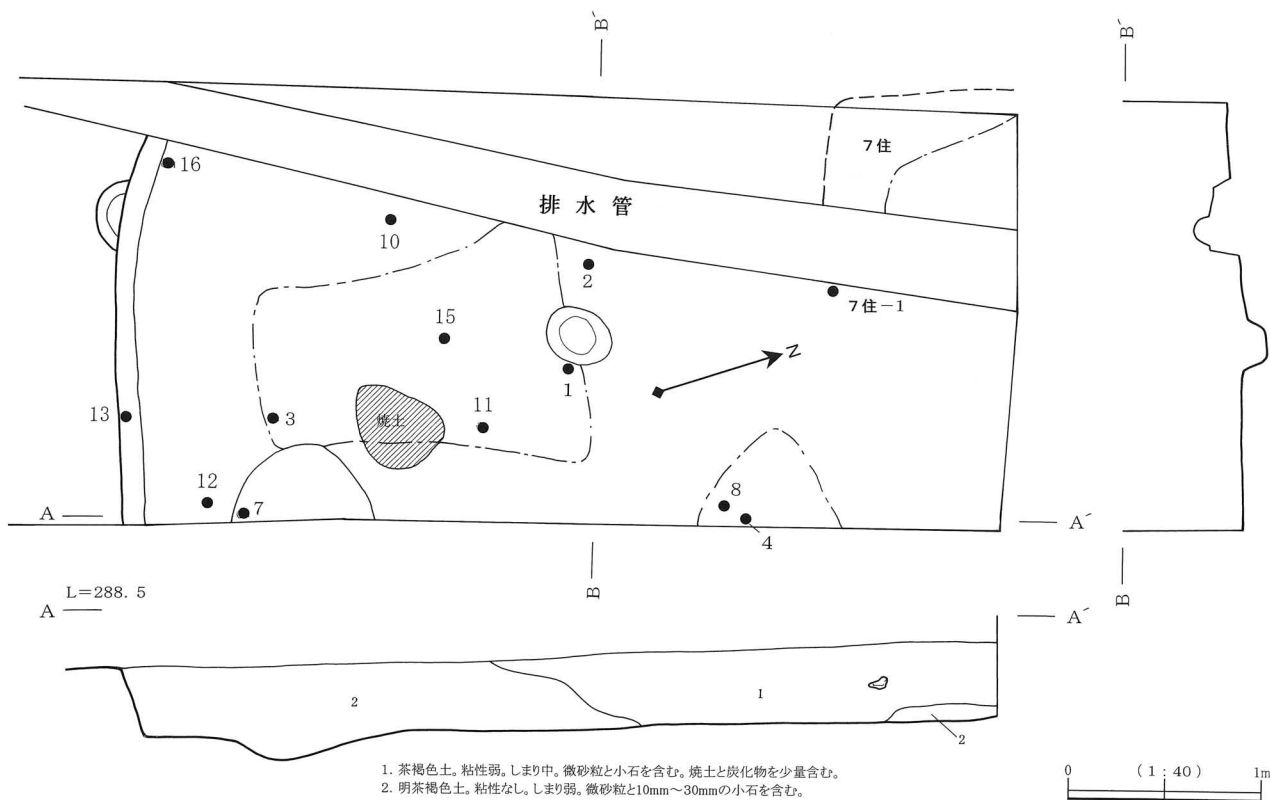 B´
B´
7住
16
排水管
10
2
7住－1
15
N
1
13
3
焼土
11
12
7
8
4
A
A´
L＝288.5
B
B
A
A´
2
1
2
1. 茶褐色土。粘性弱。しまり中。微砂粒と小石を含む。焼土と炭化物を少量含む。
2. 明茶褐色土。粘性なし。しまり弱。微砂粒と10mm～30mmの小石を含む。
0 （1：40） 1m